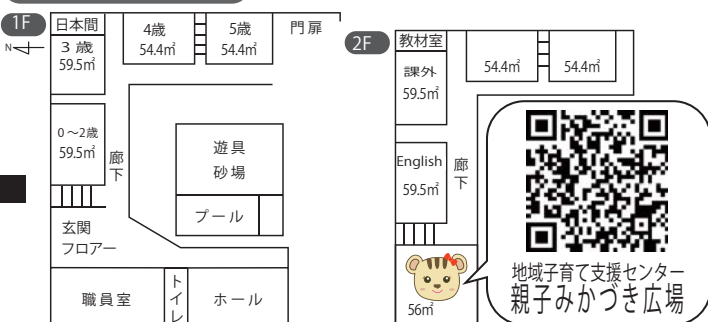 1F
日本間
3 歳
59.5㎡
4歳
54.4㎡
5歳
54.4㎡
門扉
N
0～2歳
59.5㎡
廊下
遊具
砂場
プール
玄関
フロアー
職員室
トイレ
ホール
2F
教材室
課外
59.5㎡
54.4㎡
54.4㎡
English
59.5㎡
廊下
56㎡
地域子育て支援センター
親子みかづき広場